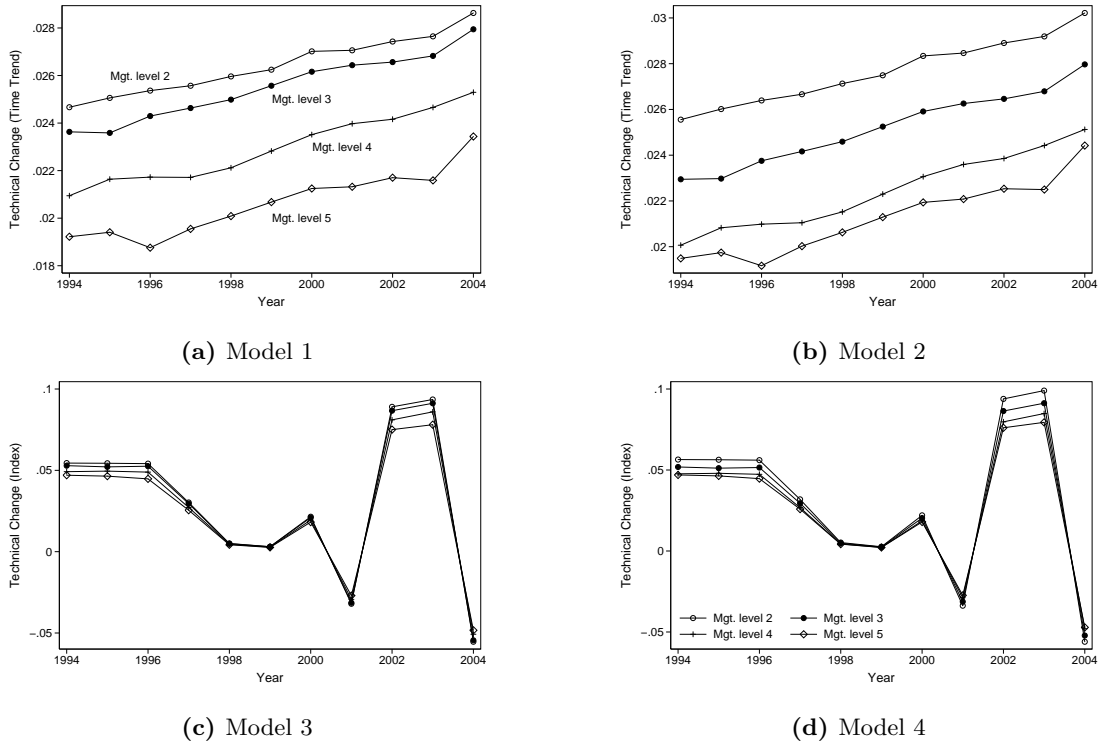 Technical Change (Time Trend)
.028
.026
.024
.022
.02
.018
Mgt. level 2
Mgt. level 3
Mgt. level 4
Mgt. level 5
1994 1996 1998 2000 2002 2004
Year
(a) Model 1
Technical Change (Time Trend)
.03
.028
.026
.024
.022
.02
1994 1996 1998 2000 2002 2004
Year
(b) Model 2
Technical Change (Index)
.1
.05
0
−.05
1994 1996 1998 2000 2002 2004
Year
(c) Model 3
Technical Change (Index)
.1
.05
0
−.05
Mgt. level 2 Mgt. level 3
Mgt. level 4 Mgt. level 5
1994 1996 1998 2000 2002 2004
Year
(d) Model 4